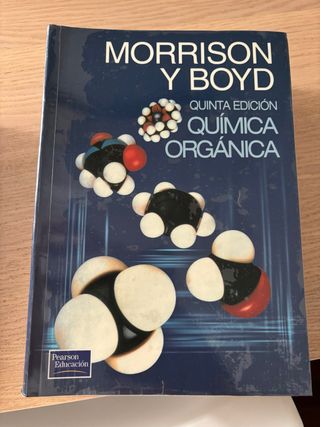 MORRISON
Y BOYD
QUINTA EDICIÓN
QUÍMICA
ORGÁNICA
Pearson
Educación